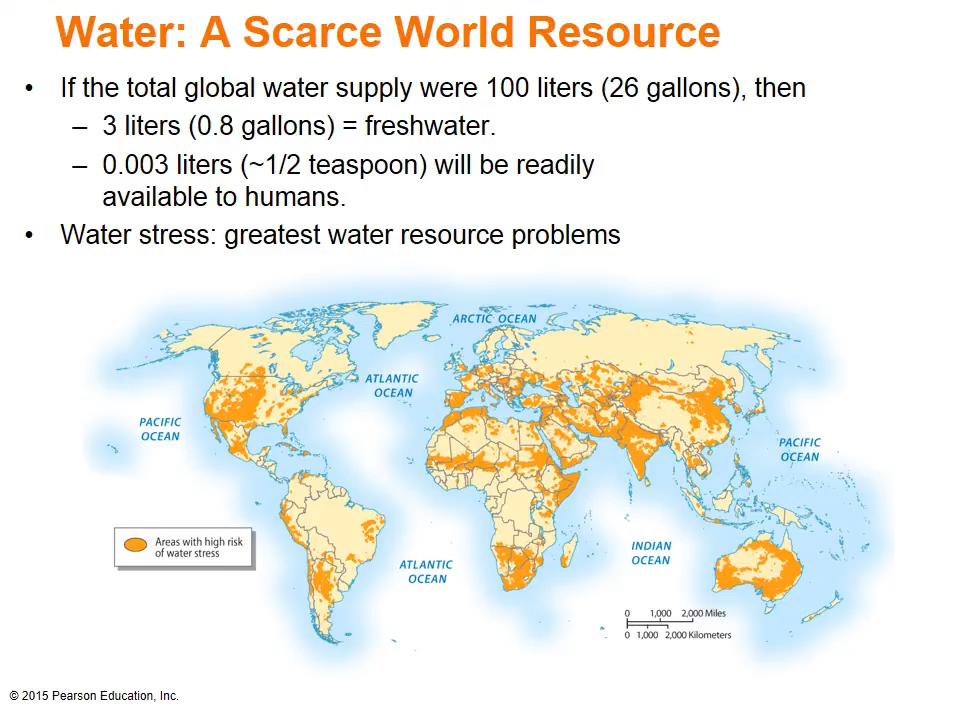 Water: A Scarce World Resource
• If the total global water supply were 100 liters (26 gallons), then
– 3 liters (0.8 gallons) = freshwater.
– 0.003 liters (~1/2 teaspoon) will be readily
available to humans.
• Water stress: greatest water resource problems
ARCTIC OCEAN
ATLANTIC
OCEAN
PACIFIC
OCEAN
PACIFIC
OCEAN
Areas with high risk
of water stress
INDIAN
OCEAN
ATLANTIC
OCEAN
0 1,000 2,000 Miles
0 1,000 2,000 Kilometers
© 2015 Pearson Education, Inc.